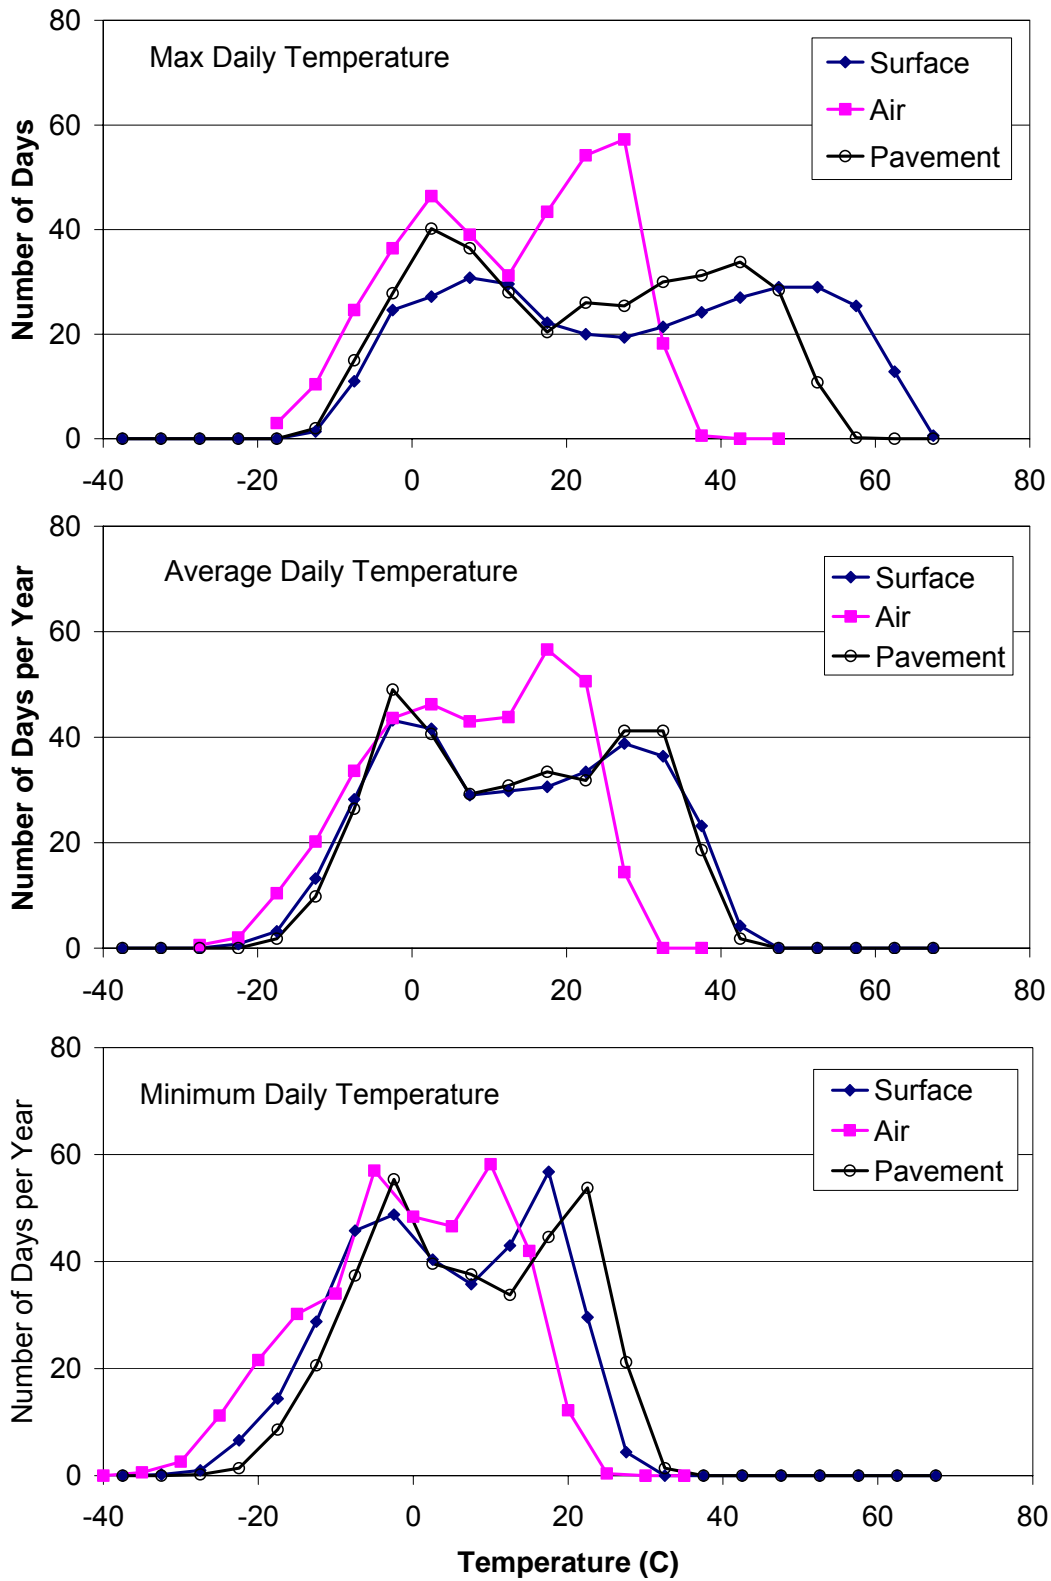 Max Daily Temperature
Surface
Air
Pavement
Number of Days
80
60
40
20
0
-40 -20 0 20 40 60 80
Average Daily Temperature
Surface
Air
Pavement
Number of Days per Year
80
60
40
20
0
-40 -20 0 20 40 60 80
Minimum Daily Temperature
Surface
Air
Pavement
Number of Days per Year
80
60
40
20
0
-40 -20 0 20 40 60 80
Temperature (C)